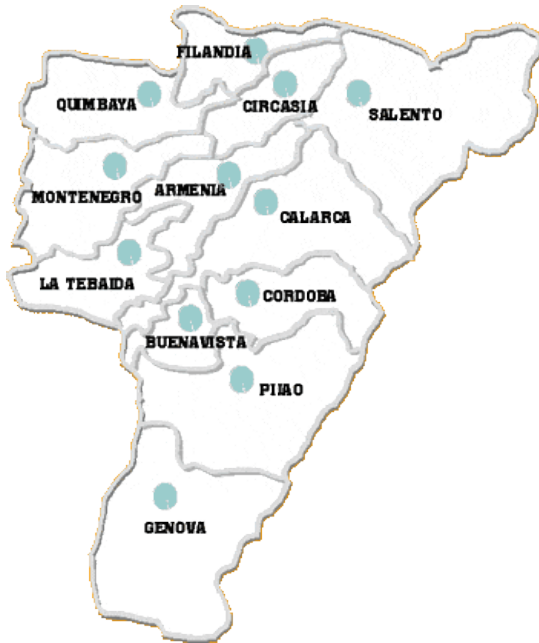 FILANDIA
QUIMBAYA
CIRCASIA
SALENTO
MONTENEGRO
ARMENIA
CALARCA
LA TEBAIDA
CORDOBA
BUENAVISTA
PIJAO
GENOVA